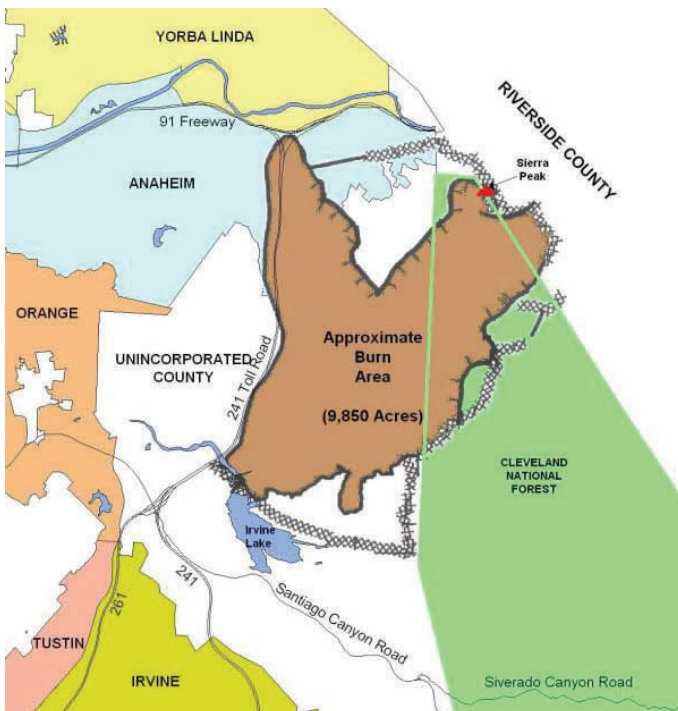 YORBA LINDA
91 Freeway
RIVERSIDE COUNTY
Sierra
Peak
ANAHEIM
ORANGE
UNINCORPORATED
COUNTY
241 Toll Road
Approximate
Burn
Area
(9,850 Acres)
CLEVELAND
NATIONAL
FOREST
Irvine
Lake
241
261
Santiago Canyon Road
TUSTIN
IRVINE
Siverado Canyon Road